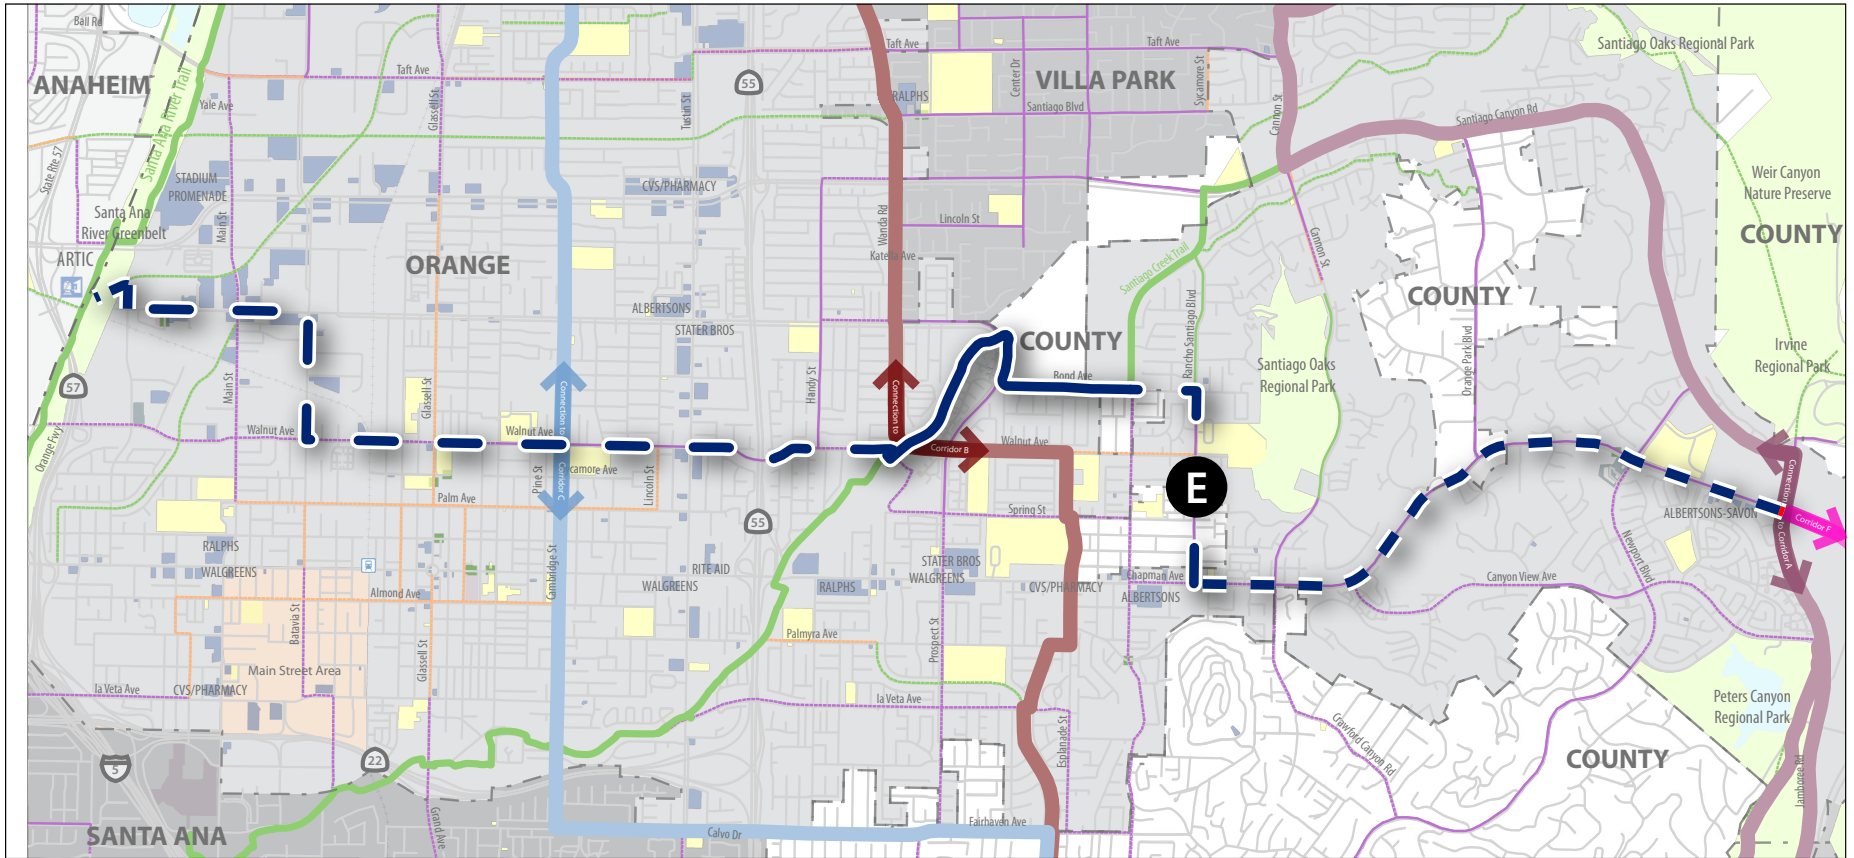 Ball Rd
ANAHEIM
Santa Ana River Trail
Yale Ave
State Rte 57
Taft Ave
Glassell St
Tustin St
55
Taft Ave
RALPHS
Center Dr
VILLA PARK
Taft Ave
Sycamore St
Santiago Blvd
Cannon St
Santiago Oaks Regional Park
Santiago Canyon Rd
STADIUM
PROMENADE
CVS/PHARMACY
Weir Canyon
Nature Preserve
Santa Ana
River Greenbelt
Main St
Wanda Rd
Lincoln St
Cannon St
COUNTY
ARTIC
ORANGE
Katella Ave
Santiago Creek Trail
COUNTY
ALBERTSONS
STATER BROS
COUNTY
Rancho Santiago Blvd
Orange Park Blvd
Santiago Oaks
Regional Park
Irvine
Regional Park
57
Main St
Glassell St
Handy St
Bond Ave
Connection to
Connection to
Corridor C
Orange Fwy
Walnut Ave
Walnut Ave
Walnut Ave
Corridor B
camore Ave
Pine St
Lincoln St
Palm Ave
E
Spring St
55
ALBERTSONS-SAVON
Connection to Corridor A
Corridor F
Newport Blvd
RALPHS
WALGREENS
Cambridge St
RITE AID
WALGREENS
RALPHS
STATER BROS
WALGREENS
CVS/PHARMACY
Chapman Ave
ALBERTSONS
Canyon View Ave
Almond Ave
Batavia St
Glassell St
Palmyra Ave
Prospect St
Main Street Area
la Veta Ave
CVS/PHARMACY
la Veta Ave
Esplanade St
Crawford Canyon Rd
Peters Canyon
Regional Park
COUNTY
Jamboree Rd
5
22
SANTA ANA
Grand Ave
Calvo Dr
Fairhaven Ave